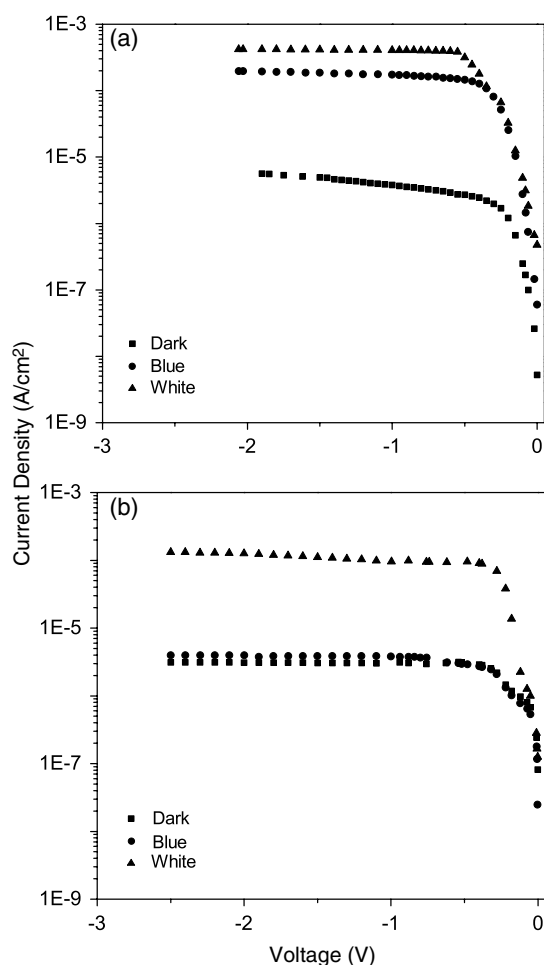 (a)
1E-3
1E-5
1E-7
1E-9
Dark
Blue
White
-3
-2
-1
0
Current Density (A/cm²)
(b)
1E-3
1E-5
1E-7
1E-9
Dark
Blue
White
-3
-2
-1
0
Voltage (V)